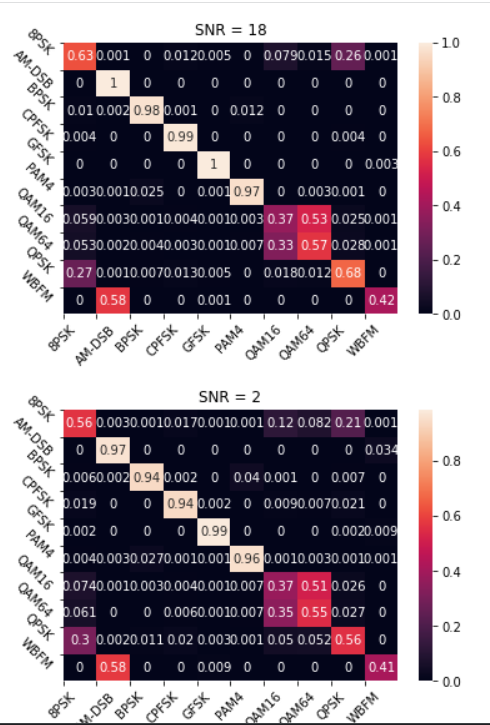 SNR = 18
8PSK 0.63 0.001 0 0.012 0.005 0 0.079 0.015 0.26 0.001
AM-DSB 0 1 0 0 0 0 0 0 0 0
BPSK 0.01 0.002 0.98 0.001 0 0.012 0 0 0 0
CPFSK 0.004 0 0 0.99 0 0 0 0 0.004 0
GFSK 0 0 0 0 1 0 0 0 0 0.003
PAM4 0.003 0.001 0.025 0 0.001 0.97 0 0.003 0.001 0
QAM16 0.059 0.003 0.001 0.004 0.001 0.003 0.37 0.53 0.025 0.001
QAM64 0.053 0.002 0.004 0.003 0.001 0.007 0.33 0.57 0.028 0.001
QPSK 0.27 0.001 0.007 0.013 0.005 0 0.018 0.012 0.68 0
WBFM 0 0.58 0 0 0.001 0 0 0 0 0.42
8PSK AM-DSB BPSK CPFSK GFSK PAM4 QAM16 QAM64 QPSK WBFM
1.0
0.8
0.6
0.4
0.2
0.0
SNR = 2
8PSK 0.56 0.003 0.001 0.017 0.001 0.001 0.12 0.082 0.21 0.001
AM-DSB 0 0.97 0 0 0 0 0 0 0 0.034
BPSK 0.006 0.002 0.94 0.002 0 0.04 0.001 0 0.007 0
CPFSK 0.019 0 0 0.94 0.002 0 0.009 0.007 0.021 0
GFSK 0.002 0 0 0 0.99 0 0 0 0.002 0.009
PAM4 0.004 0.003 0.027 0.001 0.001 0.96 0.001 0.003 0.001 0.001
QAM16 0.074 0.001 0.003 0.004 0.001 0.007 0.37 0.51 0.026 0
QAM64 0.061 0 0 0.006 0.001 0.007 0.35 0.55 0.027 0
QPSK 0.3 0.002 0.011 0.02 0.003 0.001 0.05 0.052 0.56 0
WBFM 0 0.58 0 0 0.009 0 0 0 0 0.41
8PSK M-DSB BPSK CPFSK GFSK PAM4 QAM16 QAM64 QPSK WBFM
0.8
0.6
0.4
0.2
0.0